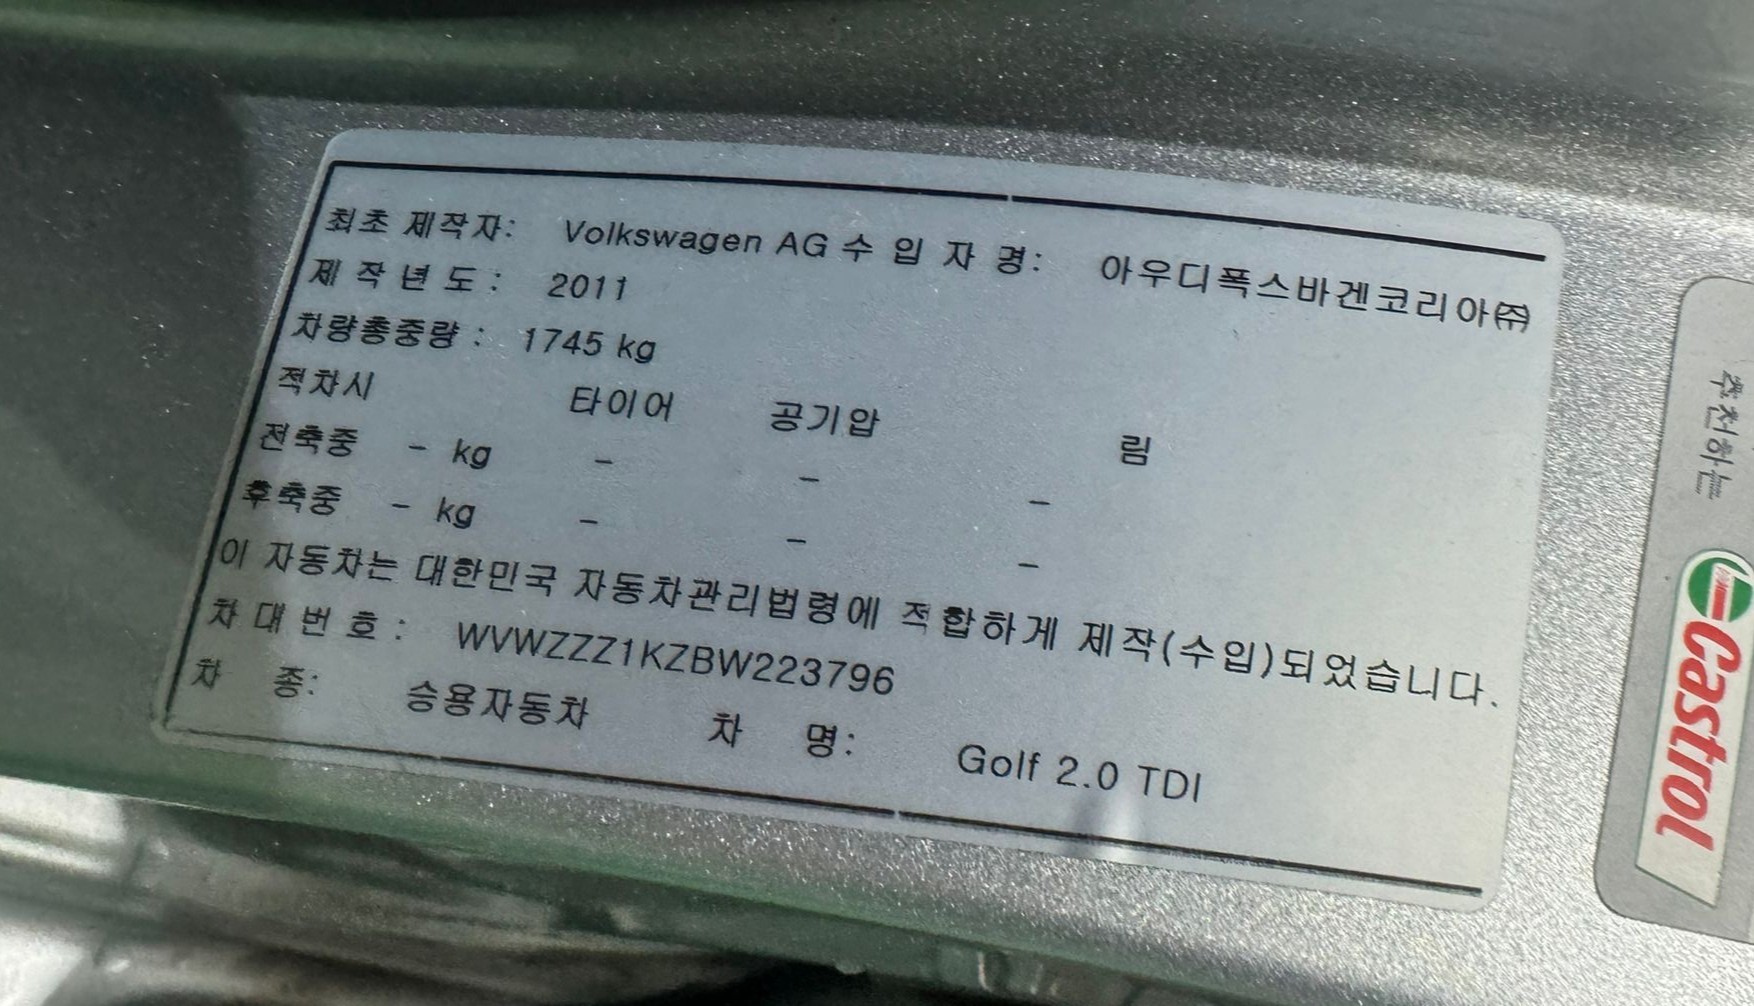 최초 제작자: Volkswagen AG 수 입 자 명: 아우디폭스바겐코리아㈜
제 작 년 도 : 2011
차량총중량 : 1745 kg
적차시 타이어 공기압 림
전축중 - kg - - -
후축중 - kg - - -
이 자동차는 대한민국 자동차관리법령에 적합하게 제작(수입)되었습니다.
차 대 번 호 : WVWZZZ1KZBW223796
차 종: 승용자동차 차 명: Golf 2.0 TDI
추천하는
Castrol